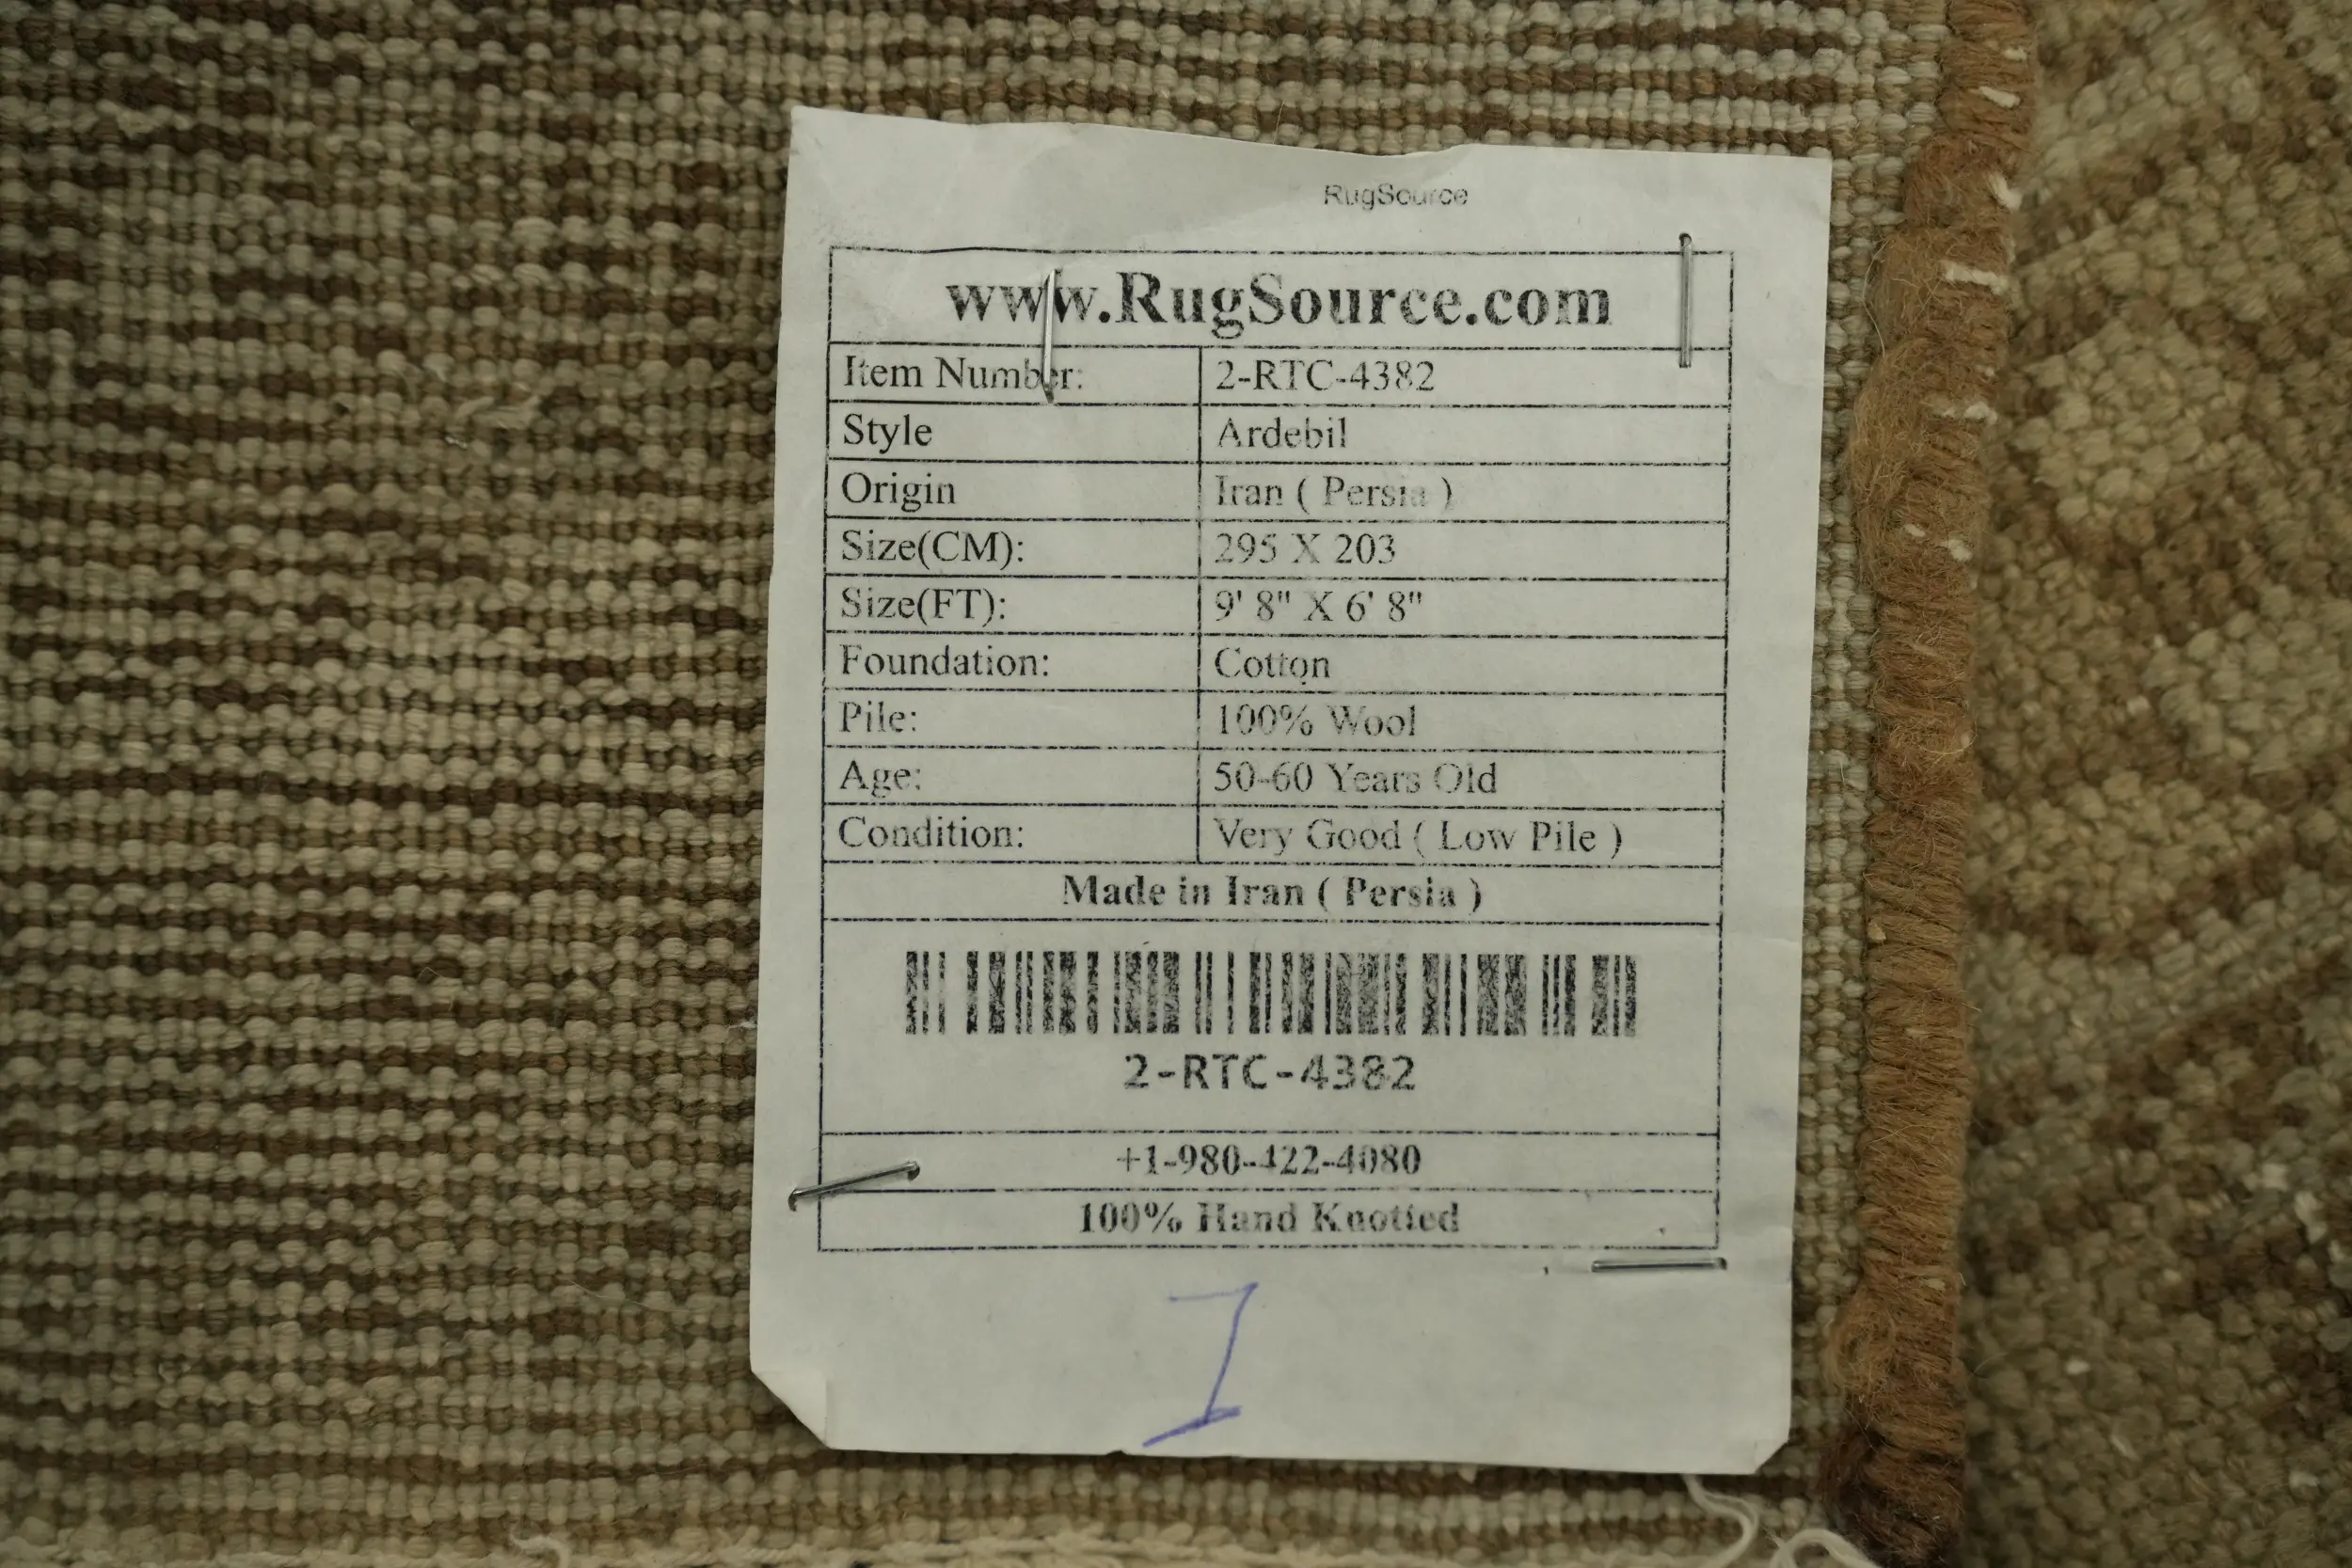 RugSource
www.RugSource.com
Item Number: 2-RTC-4382
Style Ardebil
Origin Iran ( Persia )
Size(CM): 295 X 203
Size(FT): 9' 8" X 6' 8"
Foundation: Cotton
Pile: 100% Wool
Age: 50-60 Years Old
Condition: Very Good ( Low Pile )
Made in Iran ( Persia )
2-RTC-4382
+1-980-422-4080
100% Hand Knotted